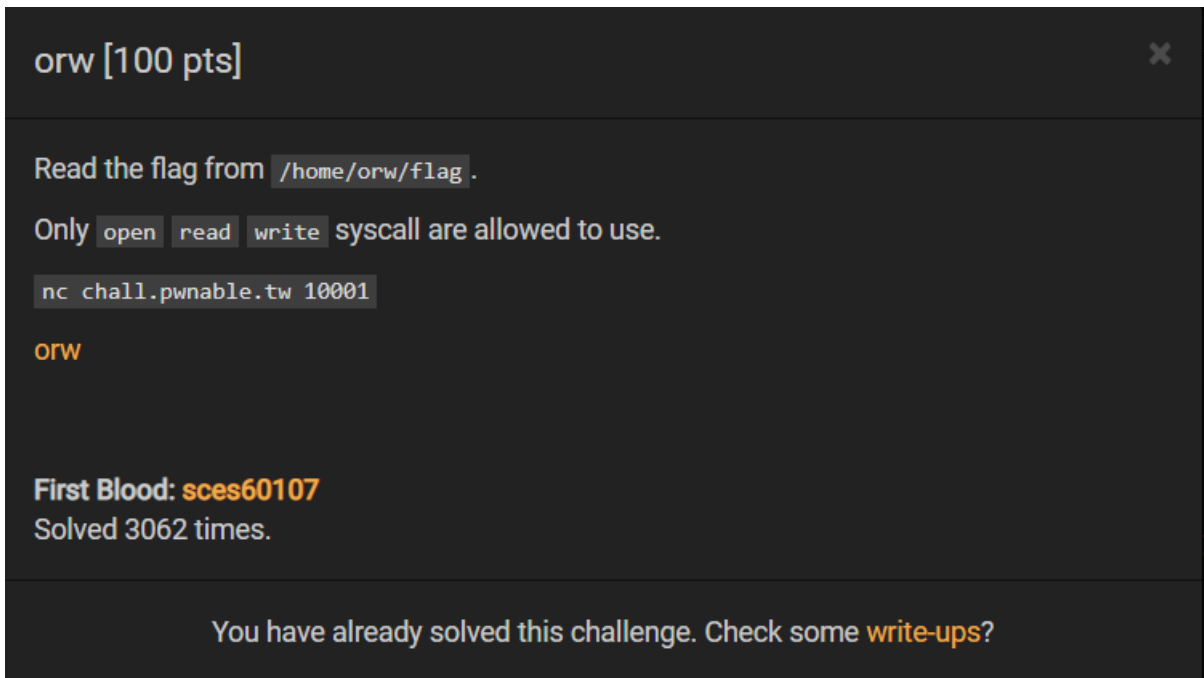 orw [100 pts]
×
Read the flag from /home/orw/flag .
Only open read write syscall are allowed to use.
nc chall.pwnable.tw 10001
orw
First Blood: sces60107
Solved 3062 times.
You have already solved this challenge. Check some write-ups?